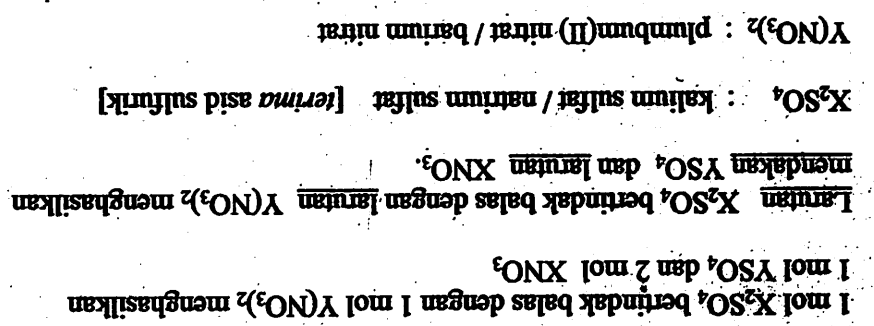 1 mol X₂SO₄ bertindak balas dengan 1 mol Y(NO₃)₂ menghasilkan
1 mol YSO₄ dan 2 mol XNO₃
Larutan X₂SO₄ bertindak balas dengan larutan Y(NO₃)₂ menghasilkan
mendakan YSO₄ dan larutan XNO₃.
X₂SO₄ : kalium sulfat / natrium sulfat [terima asid sulfurik]
Y(NO₃)₂ : plumbum(II) nitrat / barium nitrat